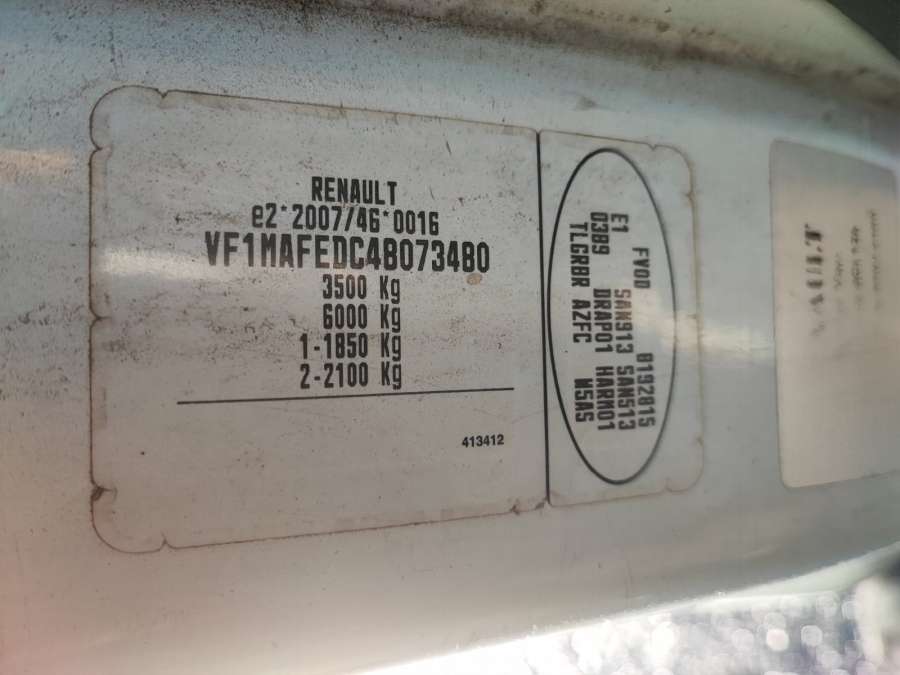 RENAULT
e2*2007/46*0016
VF1MAFEDC48073480
3500 Kg
6000 Kg
1-1850 Kg
2-2100 Kg
413412
FVOD B192815
E1 SAN913 SAN513
0389 DRAP01 HARM01
TLGRBR AZFC M5AS